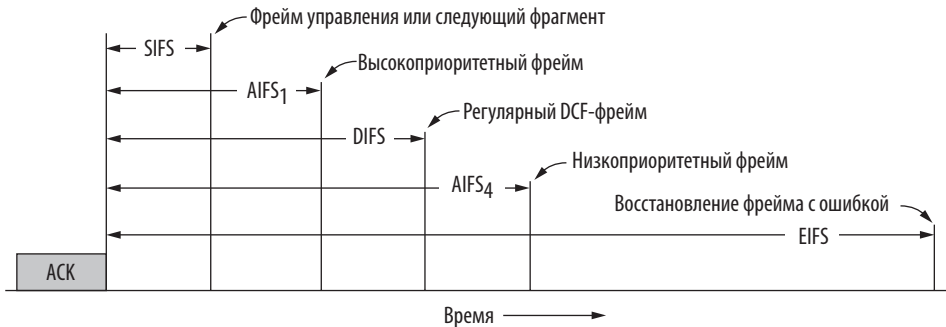 Фрейм управления или следующий фрагмент
SIFS
Высокоприоритетный фрейм
AIFS1
Регулярный DCF-фрейм
DIFS
Низкоприоритетный фрейм
AIFS4
Восстановление фрейма с ошибкой
EIFS
ACK
Время